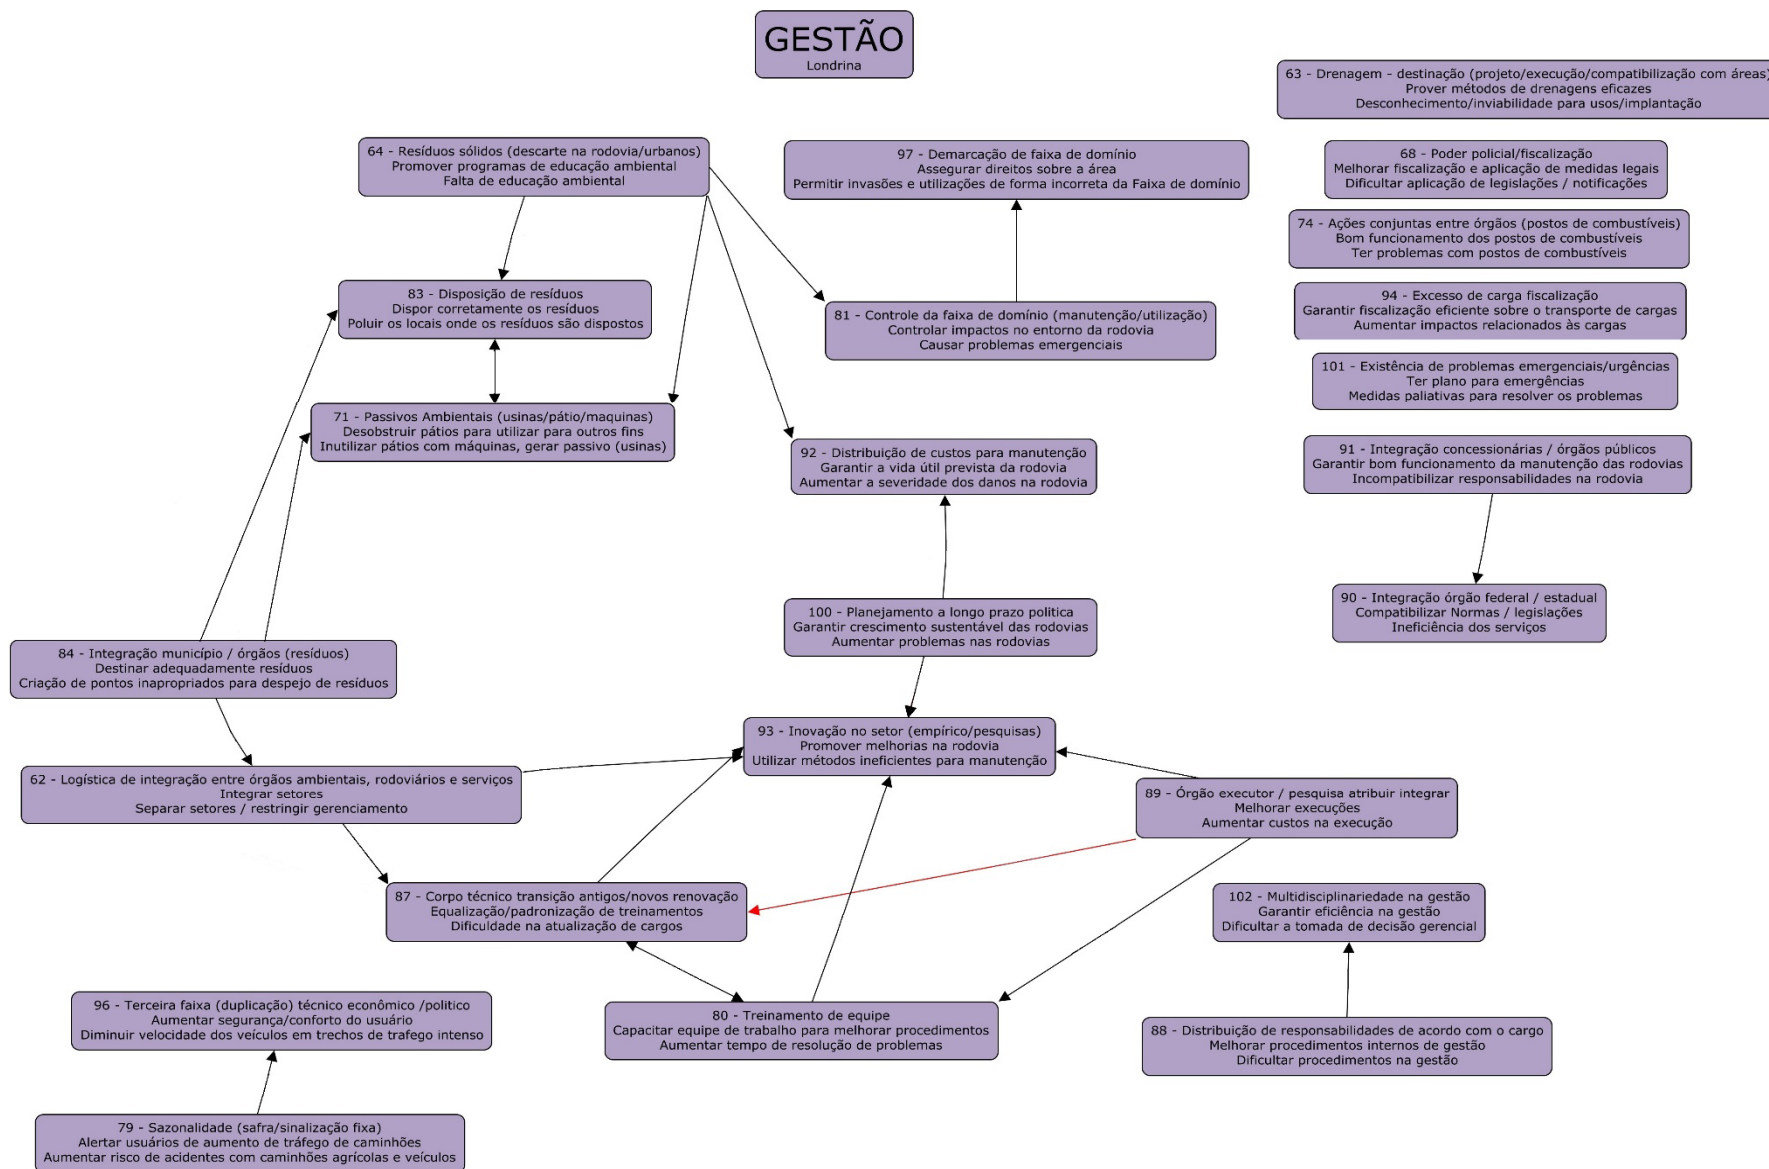 GESTÃO
Londrina
63 - Drenagem - destinação (projeto/execução/compatibilização com áreas)
Prover métodos de drenagens eficazes
Desconhecimento/inviabilidade para usos/implantação
64 - Resíduos sólidos (descarte na rodovia/urbanos)
Promover programas de educação ambiental
Falta de educação ambiental
97 - Demarcação de faixa de domínio
Assegurar direitos sobre a área
Permitir invasões e utilizações de forma incorreta da Faixa de domínio
68 - Poder policial/fiscalização
Melhorar fiscalização e aplicação de medidas legais
Dificultar aplicação de legislações / notificações
74 - Ações conjuntas entre órgãos (postos de combustíveis)
Bom funcionamento dos postos de combustíveis
Ter problemas com postos de combustíveis
83 - Disposição de resíduos
Dispor corretamente os resíduos
Poluir os locais onde os resíduos são dispostos
81 - Controle da faixa de domínio (manutenção/utilização)
Controlar impactos no entorno da rodovia
Causar problemas emergenciais
94 - Excesso de carga fiscalização
Garantir fiscalização eficiente sobre o transporte de cargas
Aumentar impactos relacionados às cargas
101 - Existência de problemas emergenciais/urgências
Ter plano para emergências
Medidas paliativas para resolver os problemas
71 - Passivos Ambientais (usinas/pátio/maquinas)
Desobstruir pátios para utilizar para outros fins
Inutilizar pátios com máquinas, gerar passivo (usinas)
92 - Distribuição de custos para manutenção
Garantir a vida útil prevista da rodovia
Aumentar a severidade dos danos na rodovia
91 - Integração concessionárias / órgãos públicos
Garantir bom funcionamento da manutenção das rodovias
Incompatibilizar responsabilidades na rodovia
90 - Integração órgão federal / estadual
Compatibilizar Normas / legislações
Ineficiência dos serviços
100 - Planejamento a longo prazo politica
Garantir crescimento sustentável das rodovias
Aumentar problemas nas rodovias
84 - Integração município / órgãos (resíduos)
Destinar adequadamente resíduos
Criação de pontos inapropriados para despejo de resíduos
93 - Inovação no setor (empírico/pesquisas)
Promover melhorias na rodovia
Utilizar métodos ineficientes para manutenção
62 - Logística de integração entre órgãos ambientais, rodoviários e serviços
Integrar setores
Separar setores / restringir gerenciamento
89 - Órgão executor / pesquisa atribuir integrar
Melhorar execuções
Aumentar custos na execução
87 - Corpo técnico transição antigos/novos renovação
Equalização/padronização de treinamentos
Dificuldade na atualização de cargos
102 - Multidisciplinariedade na gestão
Garantir eficiência na gestão
Dificultar a tomada de decisão gerencial
96 - Terceira faixa (duplicação) técnico econômico /politico
Aumentar segurança/conforto do usuário
Diminuir velocidade dos veículos em trechos de trafego intenso
80 - Treinamento de equipe
Capacitar equipe de trabalho para melhorar procedimentos
Aumentar tempo de resolução de problemas
88 - Distribuição de responsabilidades de acordo com o cargo
Melhorar procedimentos internos de gestão
Dificultar procedimentos na gestão
79 - Sazonalidade (safra/sinalização fixa)
Alertar usuários de aumento de tráfego de caminhões
Aumentar risco de acidentes com caminhões agrícolas e veículos